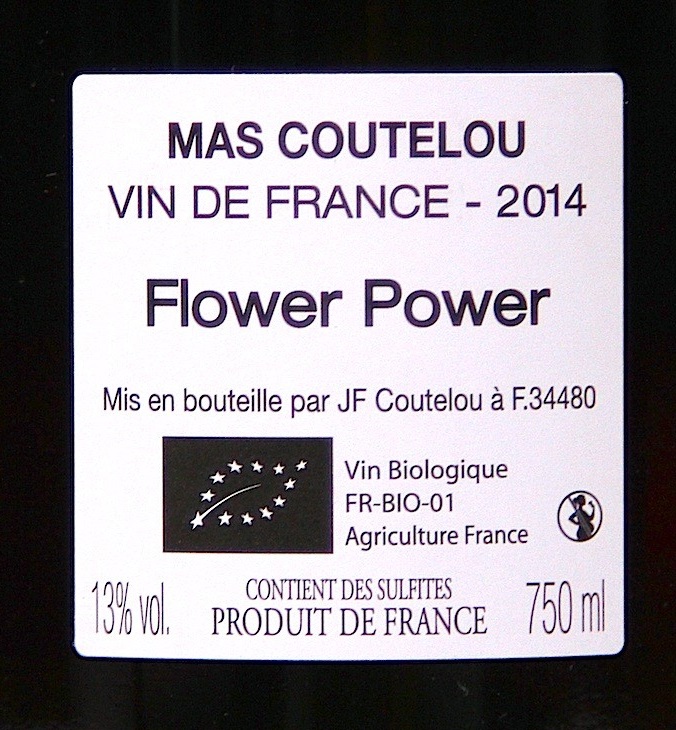 MAS COUTELOU
VIN DE FRANCE - 2014
Flower Power
Mis en bouteille par JF Coutelou à F.34480
Vin Biologique
FR-BIO-01
Agriculture France
13% vol.
CONTIENT DES SULFITES
PRODUIT DE FRANCE
750 ml